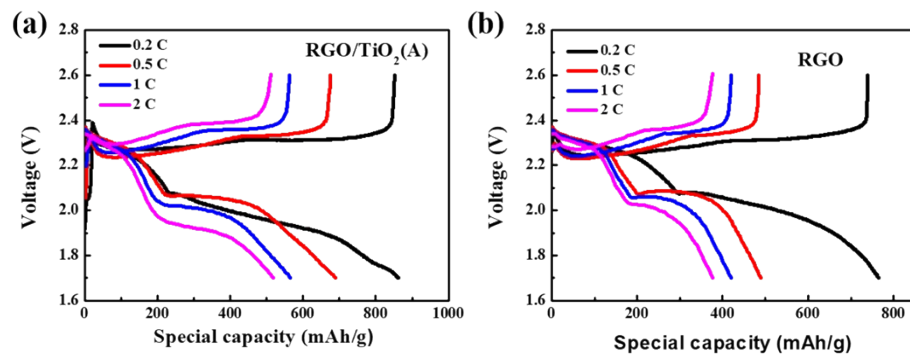 (a)
RGO/TiO₂(A)
0.2 C
0.5 C
1 C
2 C
Voltage (V)
2.8
2.6
2.4
2.2
2.0
1.8
1.6
0 200 400 600 800 1000
Special capacity (mAh/g)
(b)
RGO
0.2 C
0.5 C
1 C
2 C
Voltage (V)
2.8
2.6
2.4
2.2
2.0
1.8
1.6
0 200 400 600 800
Special capacity (mAh/g)